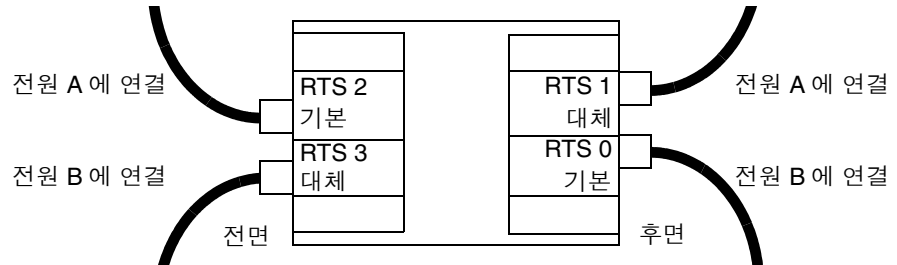 전원 A 에 연결
RTS 2
기본
RTS 1
대체
전원 A 에 연결
전원 B 에 연결
RTS 3
대체
RTS 0
기본
전원 B 에 연결
전면
후면